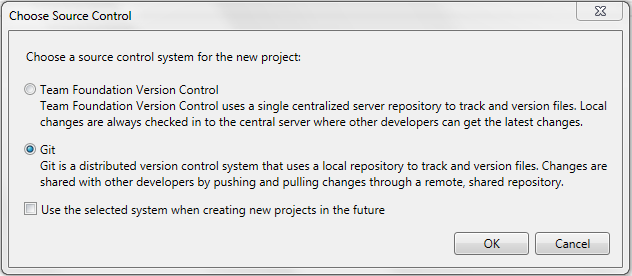 Choose Source Control
Choose a source control system for the new project:
Team Foundation Version Control
Team Foundation Version Control uses a single centralized server repository to track and version files. Local
changes are always checked in to the central server where other developers can get the latest changes.
Git
Git is a distributed version control system that uses a local repository to track and version files. Changes are
shared with other developers by pushing and pulling changes through a remote, shared repository.
Use the selected system when creating new projects in the future
OK Cancel